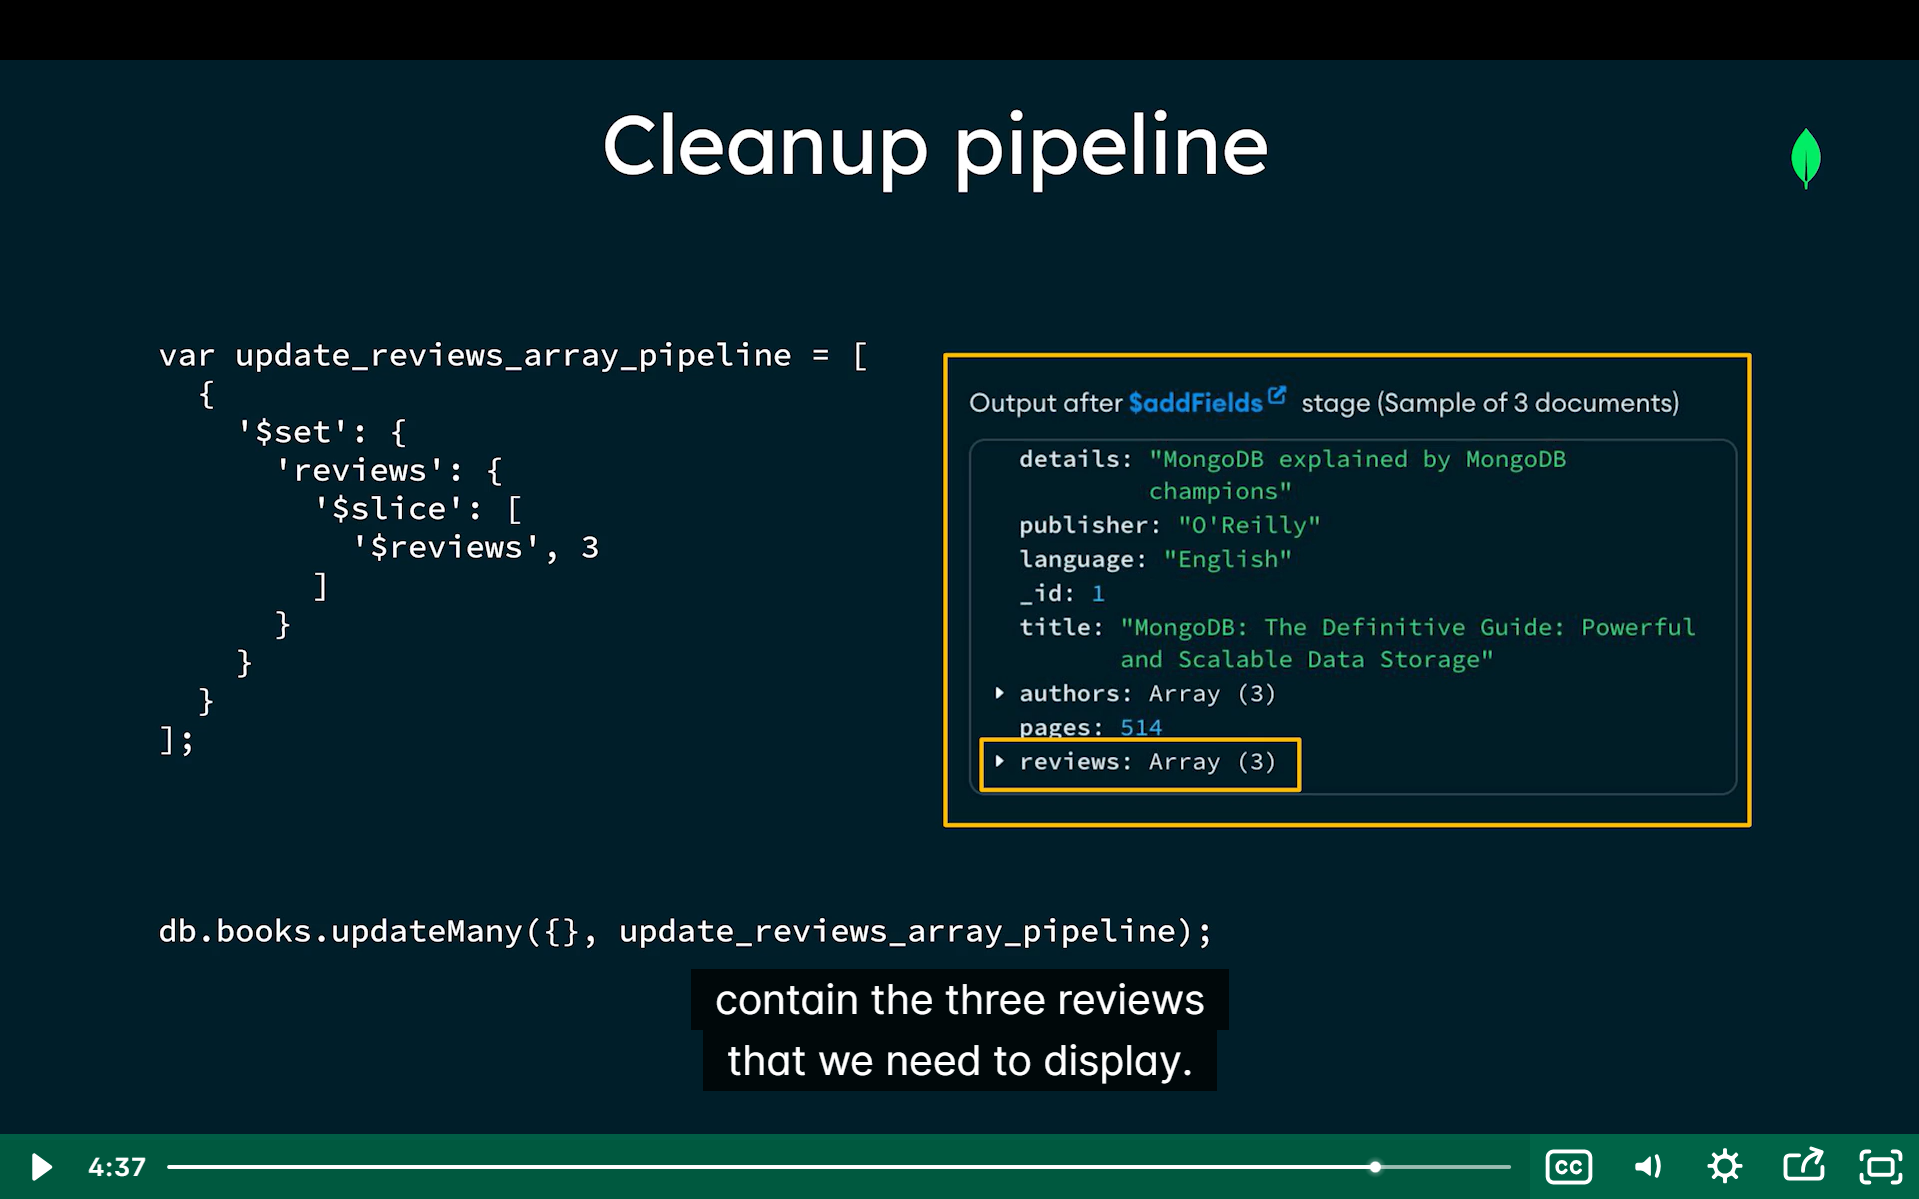 Cleanup pipeline
var update_reviews_array_pipeline = [
{
'$set': {
'reviews': {
'$slice': [
'$reviews', 3
]
}
}
}
];
Output after $addFields stage (Sample of 3 documents)
details: "MongoDB explained by MongoDB
champions"
publisher: "O'Reilly"
language: "English"
_id: 1
title: "MongoDB: The Definitive Guide: Powerful
and Scalable Data Storage"
authors: Array (3)
pages: 514
reviews: Array (3)
db.books.updateMany({}, update_reviews_array_pipeline);
contain the three reviews
that we need to display.
4:37
CC